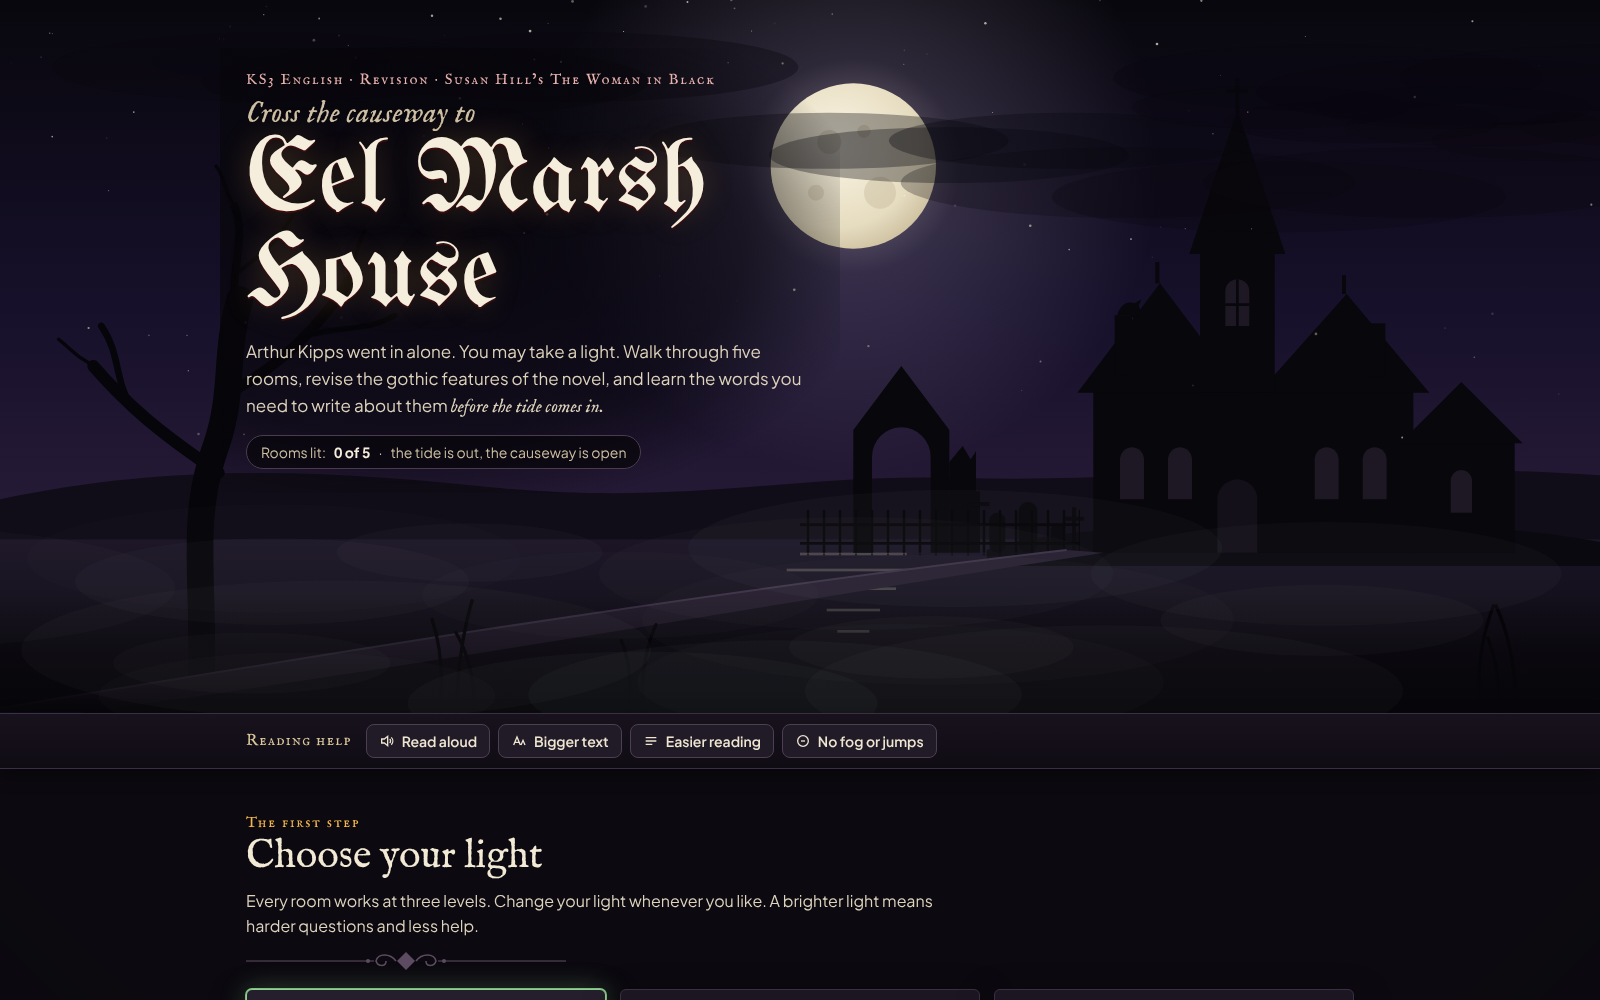 KS3 English · Revision · Susan Hill's The Woman in Black
Cross the causeway to
Eel Marsh
House
Arthur Kipps went in alone. You may take a light. Walk through five
rooms, revise the gothic features of the novel, and learn the words you
need to write about them before the tide comes in.
Rooms lit: 0 of 5 · the tide is out, the causeway is open
Reading help
Read aloud
Bigger text
Easier reading
No fog or jumps
The first step
Choose your light
Every room works at three levels. Change your light whenever you like. A brighter light means
harder questions and less help.